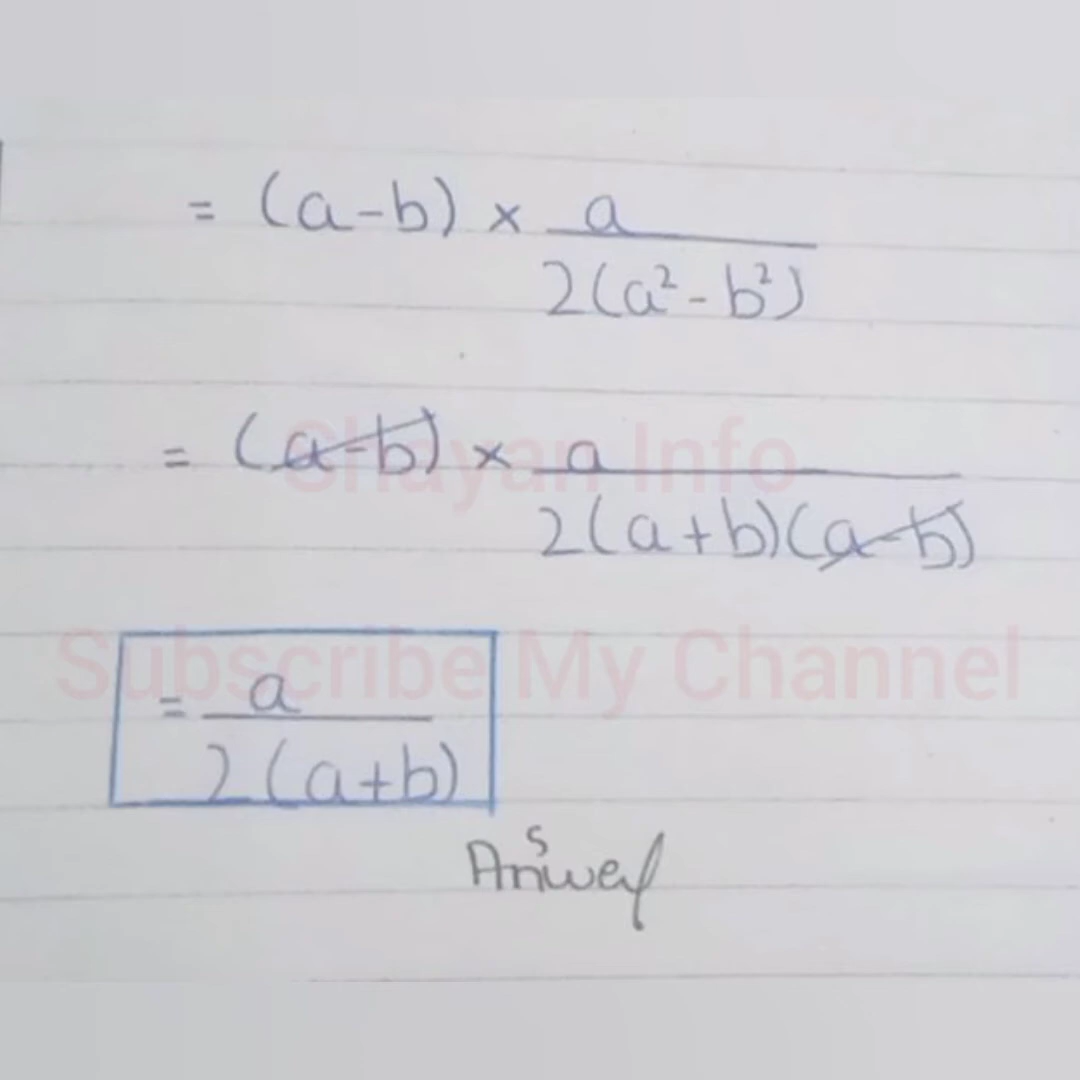 = (a-b) × a
2(a²-b²)
= (a-b) × a
Shayan Info
2(a+b)(a-b)
Subscribe My Channel
= a
2(a+b)
Answer